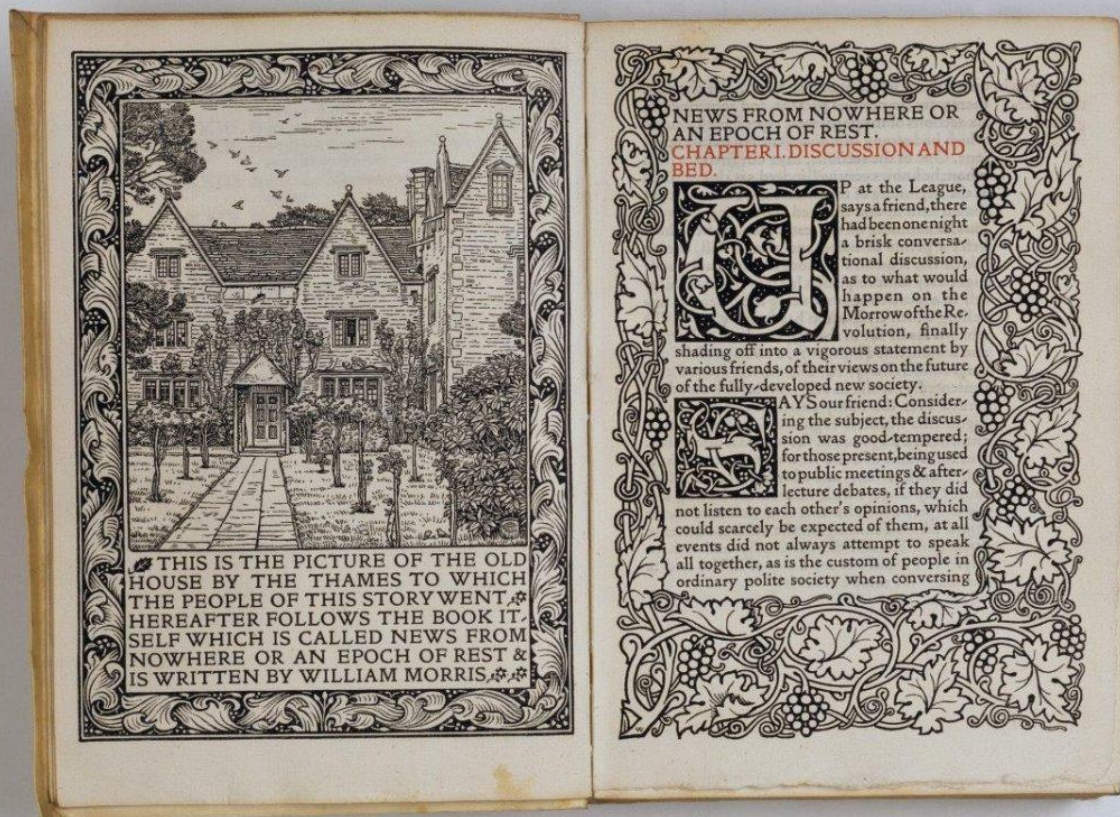 THIS IS THE PICTURE OF THE OLD
HOUSE BY THE THAMES TO WHICH
THE PEOPLE OF THIS STORY WENT,
HEREAFTER FOLLOWS THE BOOK IT-
SELF WHICH IS CALLED NEWS FROM
NOWHERE OR AN EPOCH OF REST &
IS WRITTEN BY WILLIAM MORRIS,
NEWS FROM NOWHERE OR
AN EPOCH OF REST.
CHAPTER I. DISCUSSION AND
BED.
UP at the League,
says a friend, there
had been one night
a brisk conversa-
tional discussion,
as to what would
happen on the
Morrow of the Re-
volution, finally
shading off into a vigorous statement by
various friends, of their views on the future
of the fully-developed new society.
SAYS our friend: Consider-
ing the subject, the discus-
sion was good-tempered;
for those present, being used
to public meetings & after-
lecture debates, if they did
not listen to each other's opinions, which
could scarcely be expected of them, at all
events did not always attempt to speak
all together, as is the custom of people in
ordinary polite society when conversing